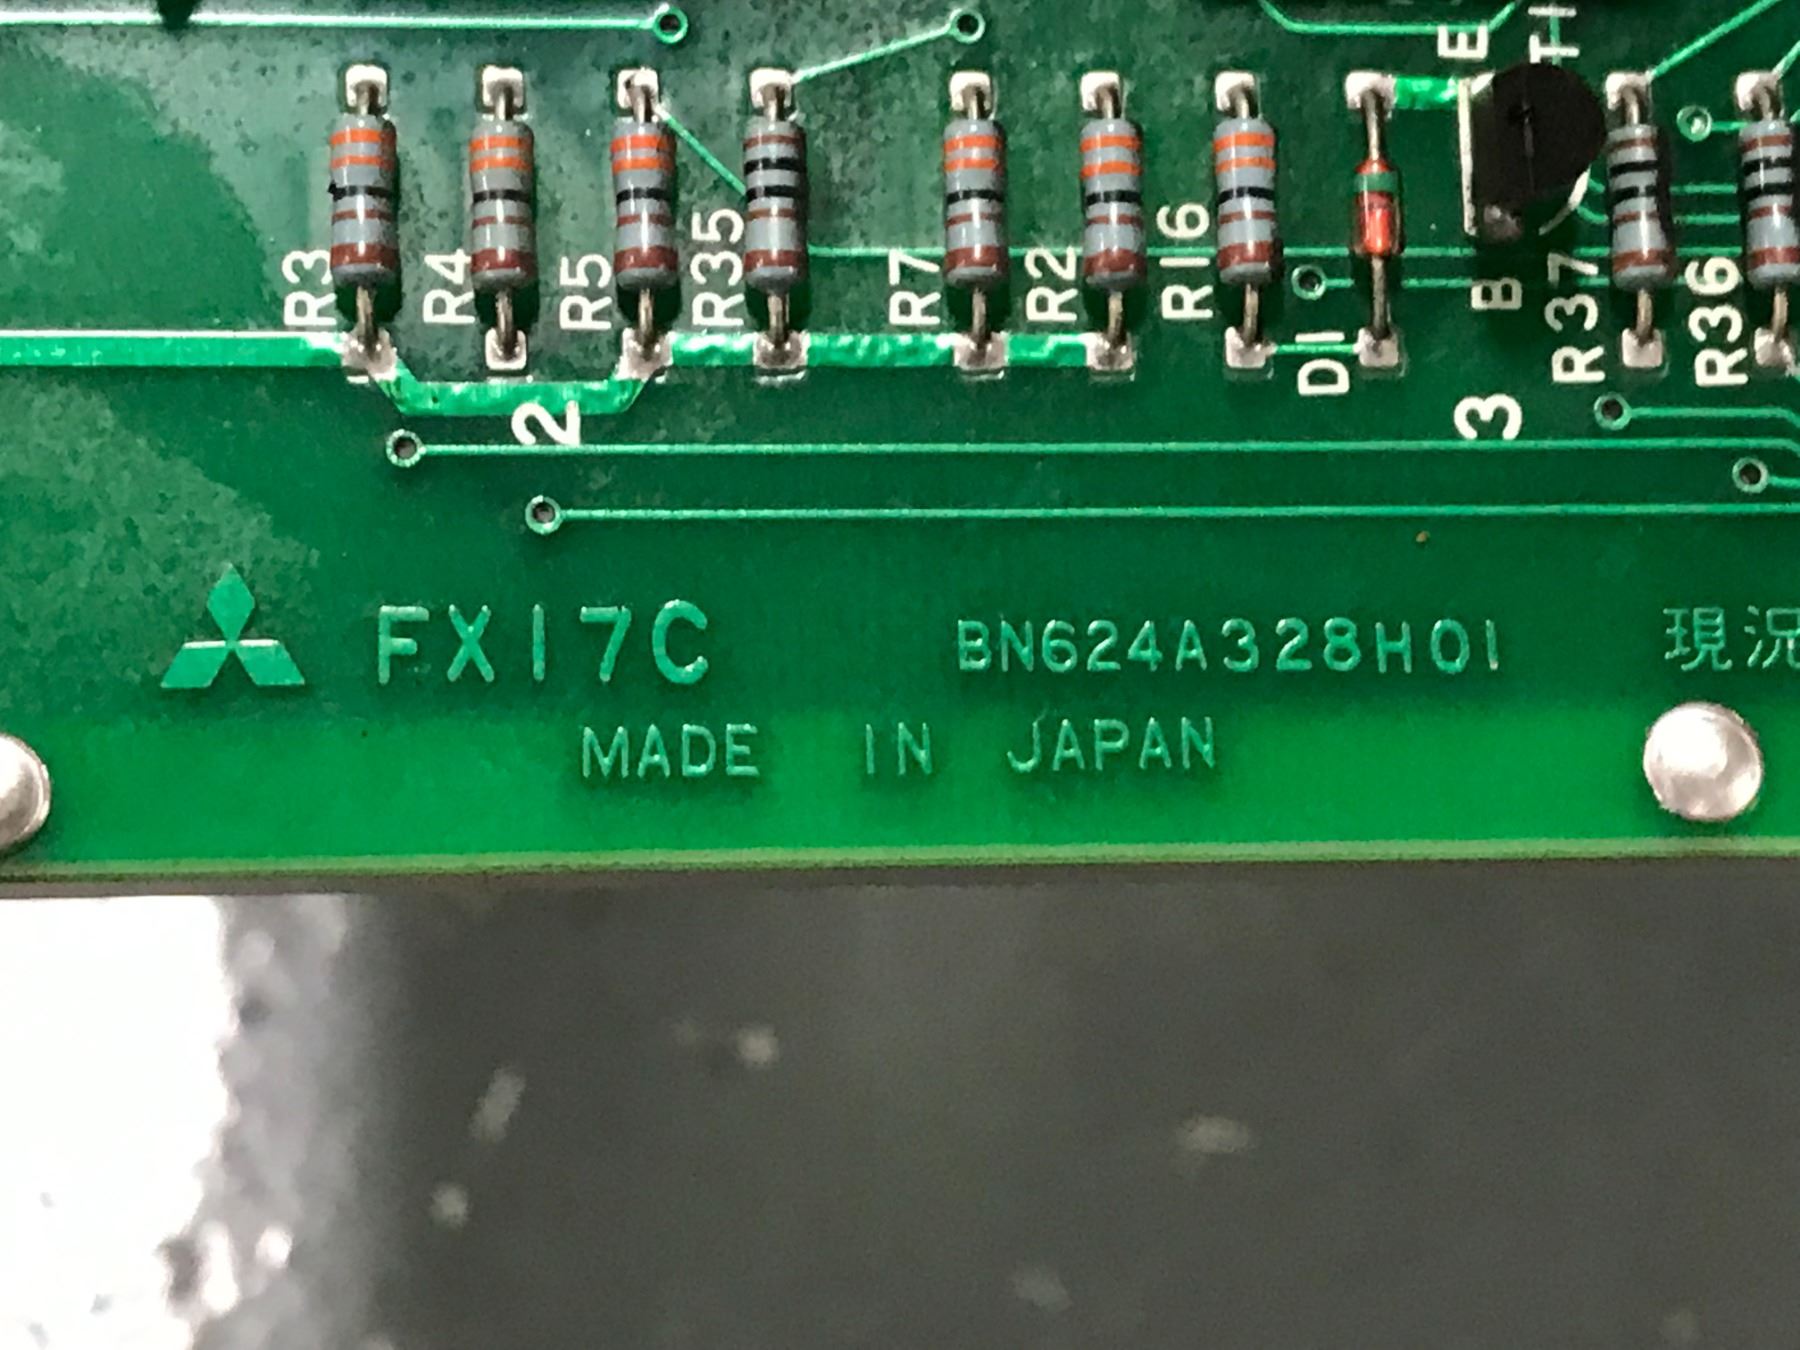 E
TH
R3
R4
R5
R35
R7
R2
R16
D1
B
R37
R36
2
3
FX17C
BN624A328H01
現況
MADE IN JAPAN